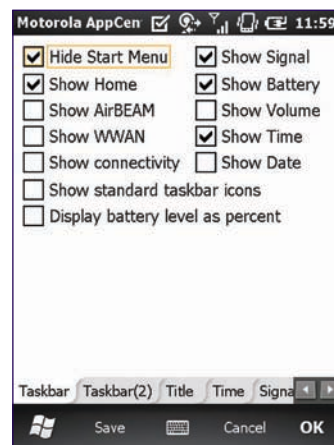 Motorola AppCen 11:59
Hide Start Menu Show Signal
Show Home Show Battery
Show AirBEAM Show Volume
Show WWAN Show Time
Show connectivity Show Date
Show standard taskbar icons
Display battery level as percent
Taskbar Taskbar(2) Title Time Signa
Save Cancel OK